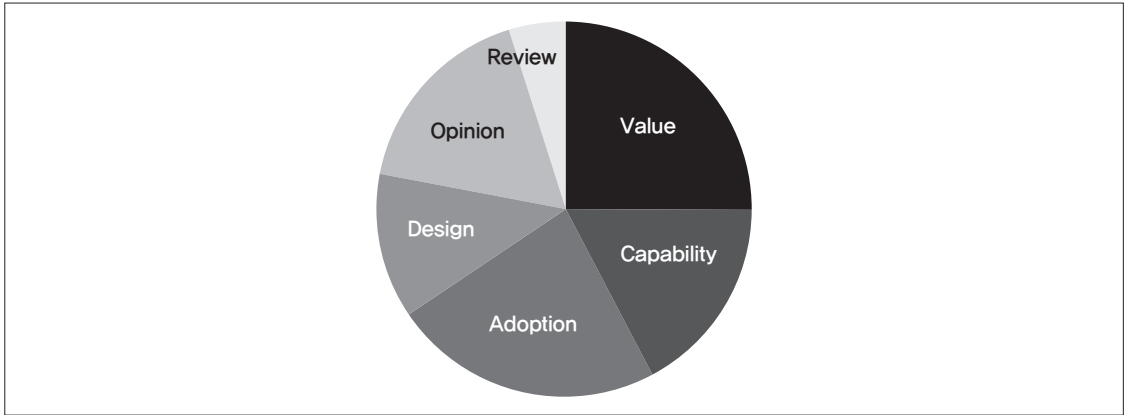 Review
Value
Opinion
Design
Capability
Adoption